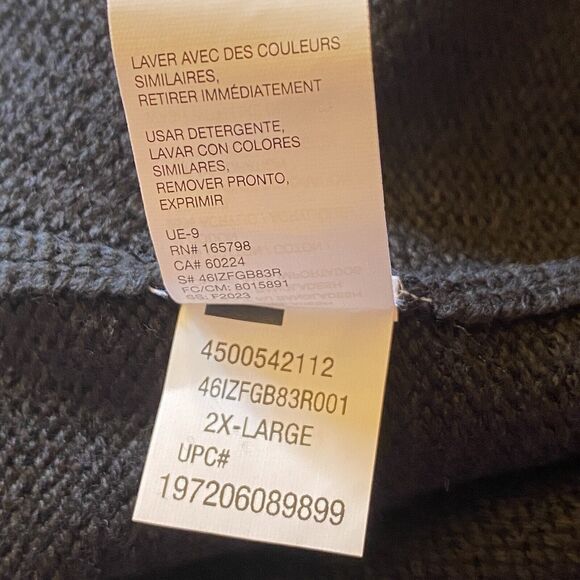 LAVER AVEC DES COULEURS
SIMILAIRES,
RETIRER IMMÉDIATEMENT
USAR DETERGENTE,
LAVAR CON COLORES
SIMILARES,
REMOVER PRONTO,
EXPRIMIR
UE-9
RN# 165798
CA# 60224
S# 46IZFGB83R
FC/CM: 8015891
SS: F2023
4500542112
46IZFGB83R001
2X-LARGE
UPC#
197206089899